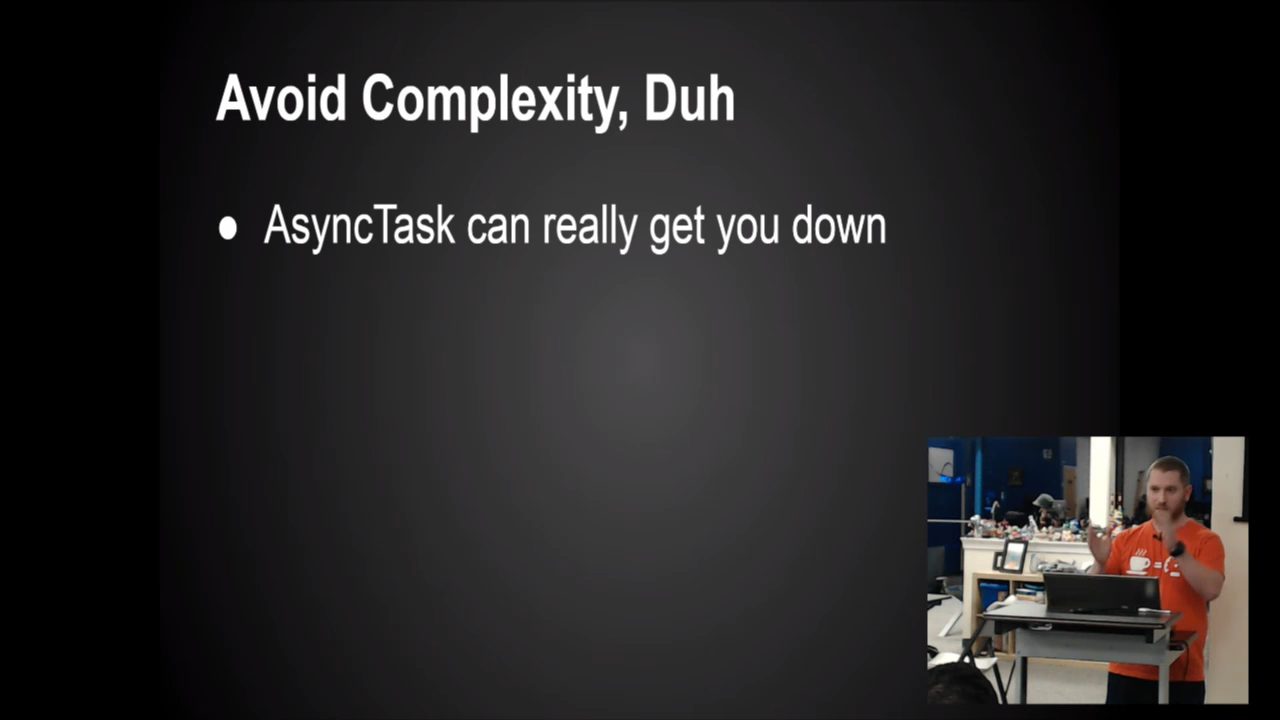 Avoid Complexity, Duh
● AsyncTask can really get you down